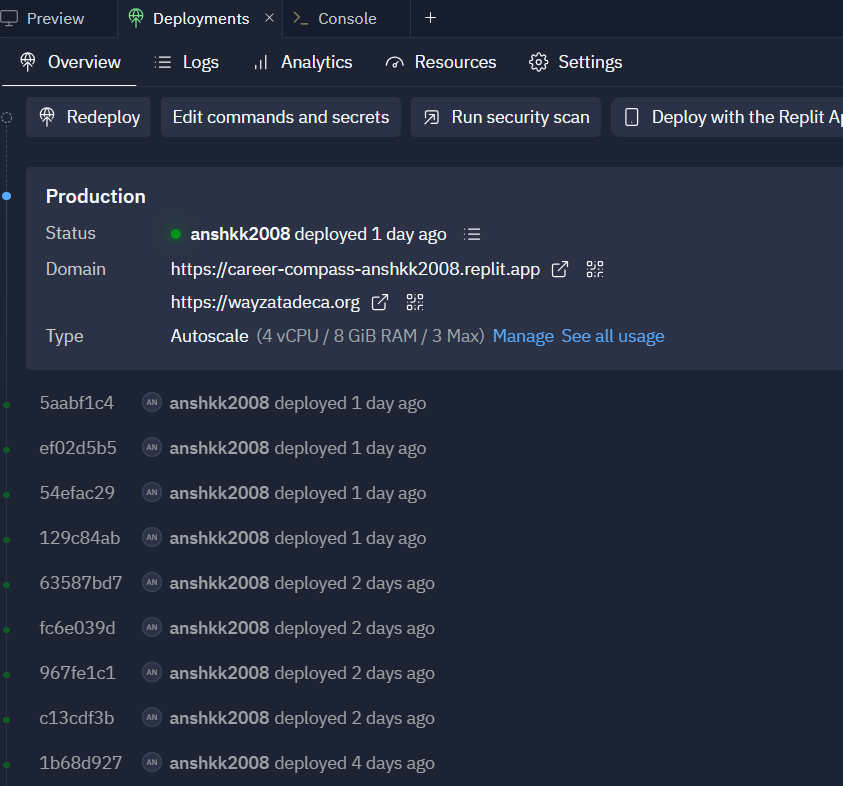 Preview Deployments × Console +
Overview Logs Analytics Resources Settings
Redeploy Edit commands and secrets Run security scan Deploy with the Replit
Production
Status anshkk2008 deployed 1 day ago
Domain https://career-compass-anshkk2008.replit.app
https://wayzatadeca.org
Type Autoscale (4 vCPU / 8 GiB RAM / 3 Max) Manage See all usage
5aabf1c4 AN anshkk2008 deployed 1 day ago
ef02d5b5 AN anshkk2008 deployed 1 day ago
54efac29 AN anshkk2008 deployed 1 day ago
129c84ab AN anshkk2008 deployed 1 day ago
63587bd7 AN anshkk2008 deployed 2 days ago
fc6e039d AN anshkk2008 deployed 2 days ago
967fe1c1 AN anshkk2008 deployed 2 days ago
c13cdf3b AN anshkk2008 deployed 2 days ago
1b68d927 AN anshkk2008 deployed 4 days ago